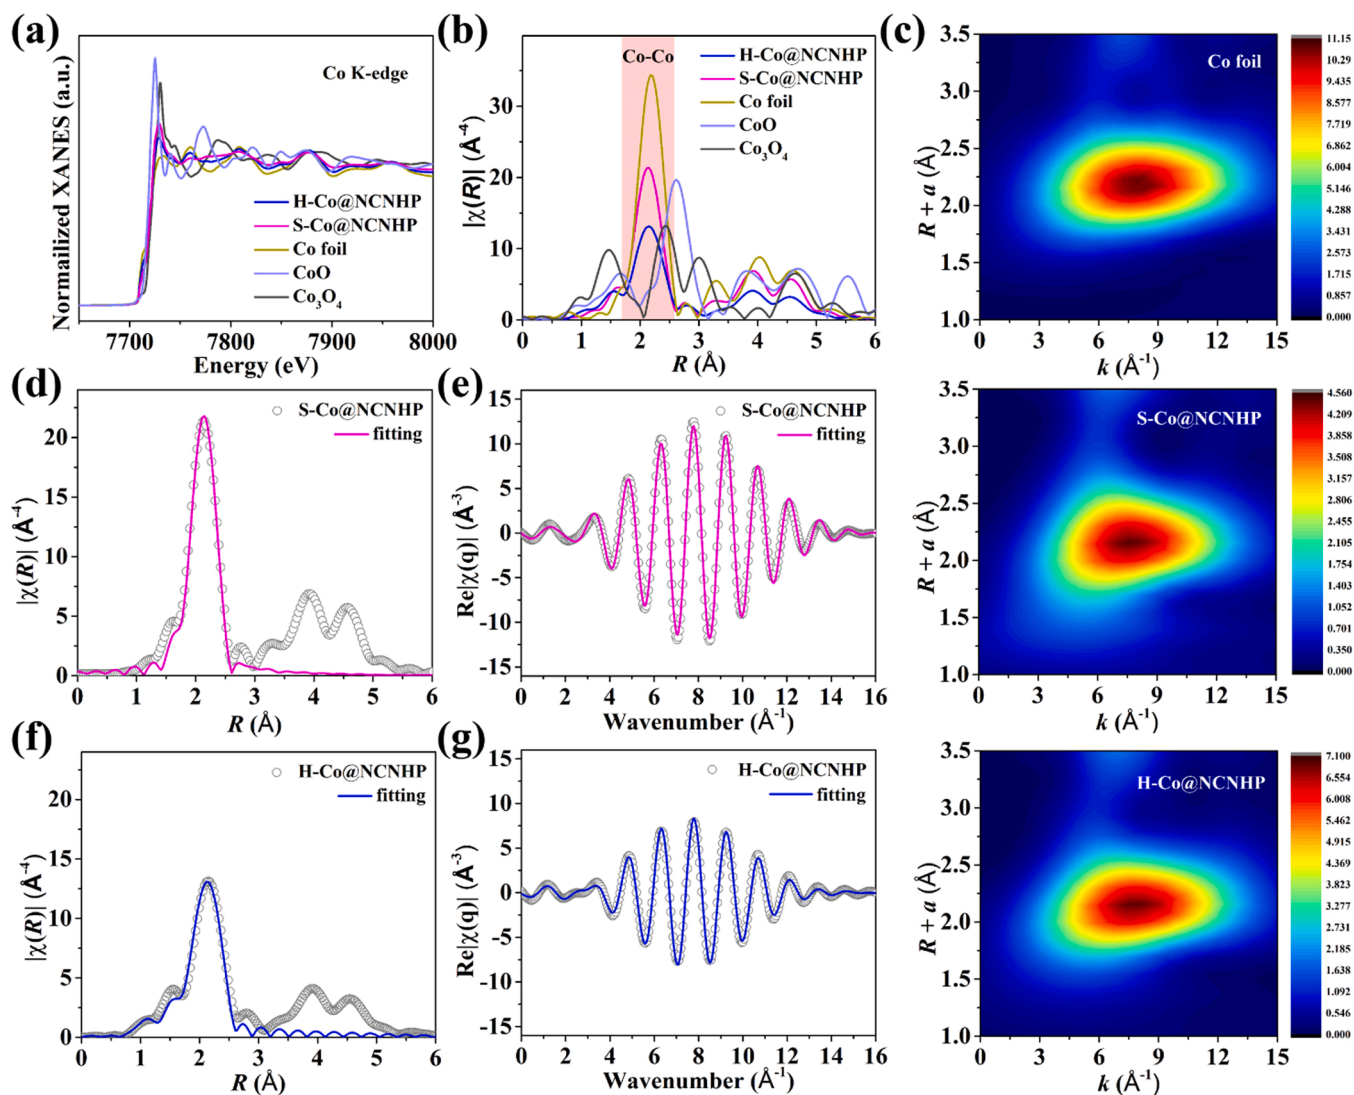 (a)
Normailized XANES (a.u.)
Co K-edge
H-Co@NCNHP
S-Co@NCNHP
Co foil
CoO
Co₃O₄
7700 7800 7900 8000
Energy (eV)
(b)
|χ(R)| (Å⁻⁴)
30
20
10
0
Co-Co
H-Co@NCNHP
S-Co@NCNHP
Co foil
CoO
Co₃O₄
0 1 2 3 4 5 6
R (Å)
(c)
R + a (Å)
3.5
3.0
2.5
2.0
1.5
1.0
Co foil
0 3 6 9 12 15
k (Å⁻¹)
11.15
10.29
9.435
8.577
7.719
6.862
6.004
5.146
4.288
3.431
2.573
1.715
0.857
0.000
(d)
|χ(R)| (Å⁻⁴)
20
15
10
5
0
S-Co@NCNHP
fitting
0 1 2 3 4 5 6
R (Å)
(e)
Re|χ(q)| (Å⁻³)
15
10
5
0
-5
-10
-15
S-Co@NCNHP
fitting
0 2 4 6 8 10 12 14 16
Wavenumber (Å⁻¹)
R + a (Å)
3.5
3.0
2.5
2.0
1.5
1.0
S-Co@NCNHP
0 3 6 9 12 15
k (Å⁻¹)
4.560
4.209
3.858
3.508
3.157
2.806
2.455
2.105
1.754
1.403
1.052
0.701
0.350
0.000
(f)
|χ(R)| (Å⁻⁴)
20
15
10
5
0
H-Co@NCNHP
fitting
0 1 2 3 4 5 6
R (Å)
(g)
Re|χ(q)| (Å⁻³)
15
10
5
0
-5
-10
-15
H-Co@NCNHP
fitting
0 2 4 6 8 10 12 14 16
Wavenumber (Å⁻¹)
R + a (Å)
3.5
3.0
2.5
2.0
1.5
1.0
H-Co@NCNHP
0 3 6 9 12 15
k (Å⁻¹)
7.100
6.554
6.008
5.462
4.915
4.369
3.823
3.277
2.731
2.185
1.638
1.092
0.546
0.000